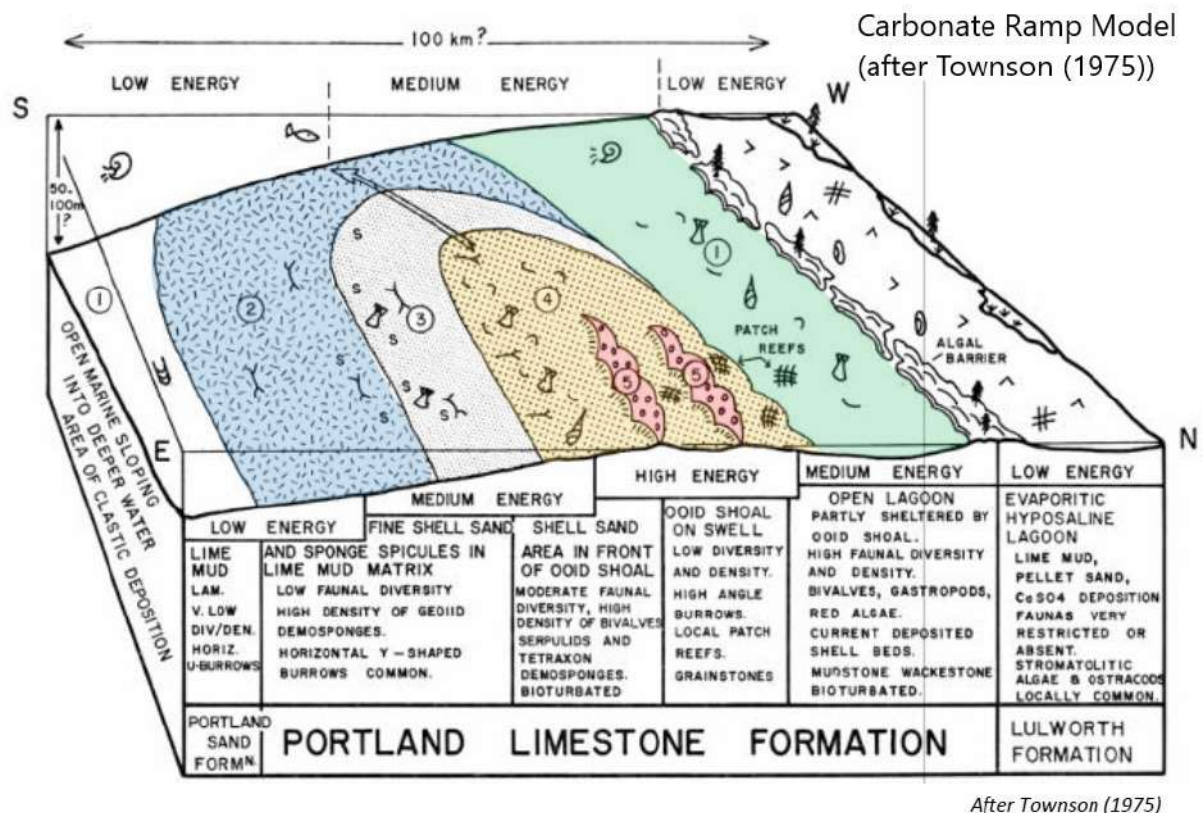 Carbonate Ramp Model
(after Townson (1975))
100 km?
LOW ENERGY
MEDIUM ENERGY
LOW ENERGY
S
W
50-
100m
?
1
2
3
4
5
5
1
S
S
S
S
S
S
S
PATCH
REEFS
ALGAL
BARRIER
E
N
OPEN MARINE SLOPING
INTO DEEPER WATER
AREA OF CLASTIC DEPOSITION
LOW ENERGY
MEDIUM ENERGY
HIGH ENERGY
MEDIUM ENERGY
LOW ENERGY
LIME
MUD
LAM.
V. LOW
DIV/DEN.
HORIZ.
U-BURROWS
FINE SHELL SAND
AND SPONGE SPICULES IN
LIME MUD MATRIX
LOW FAUNAL DIVERSITY
HIGH DENSITY OF GEOIID
DEMOSPONGES.
HORIZONTAL Y-SHAPED
BURROWS COMMON.
SHELL SAND
AREA IN FRONT
OF OOID SHOAL
MODERATE FAUNAL
DIVERSITY, HIGH
DENSITY OF BIVALVES
SERPULIDS AND
TETRAXON
DEMOSPONGES.
BIOTURBATED
OOID SHOAL
ON SWELL
LOW DIVERSITY
AND DENSITY.
HIGH ANGLE
BURROWS.
LOCAL PATCH
REEFS.
GRAINSTONES
OPEN LAGOON
PARTLY SHELTERED BY
OOID SHOAL.
HIGH FAUNAL DIVERSITY
AND DENSITY.
BIVALVES, GASTROPODS,
RED ALGAE.
CURRENT DEPOSITED
SHELL BEDS.
MUDSTONE WACKESTONE
BIOTURBATED.
EVAPORITIC
HYPOSALINE
LAGOON
LIME MUD,
PELLET SAND,
CaSO4 DEPOSITION
FAUNAS VERY
RESTRICTED OR
ABSENT.
STROMATOLITIC
ALGAE & OSTRACODS
LOCALLY COMMON.
PORTLAND
SAND
FORMN.
PORTLAND LIMESTONE FORMATION
LULWORTH
FORMATION
After Townson (1975)